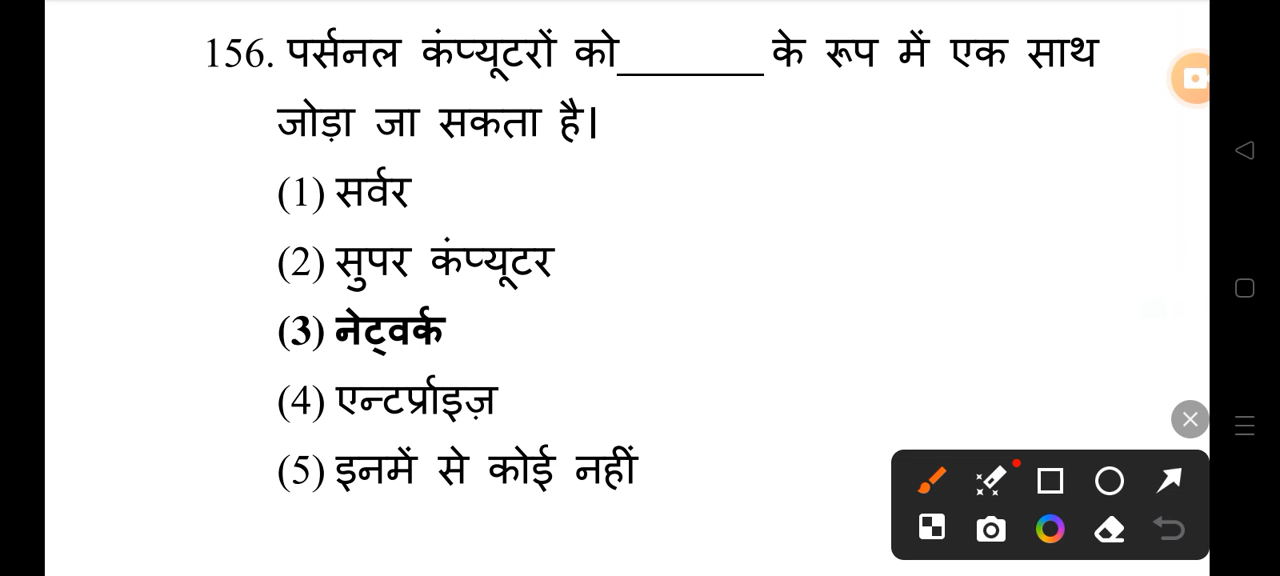 156. पर्सनल कंप्यूटरों को_______के रूप में एक साथ
जोड़ा जा सकता है।
(1) सर्वर
(2) सुपर कंप्यूटर
(3) नेट्वर्क
(4) एन्टर्प्राइज़
(5) इनमें से कोई नहीं